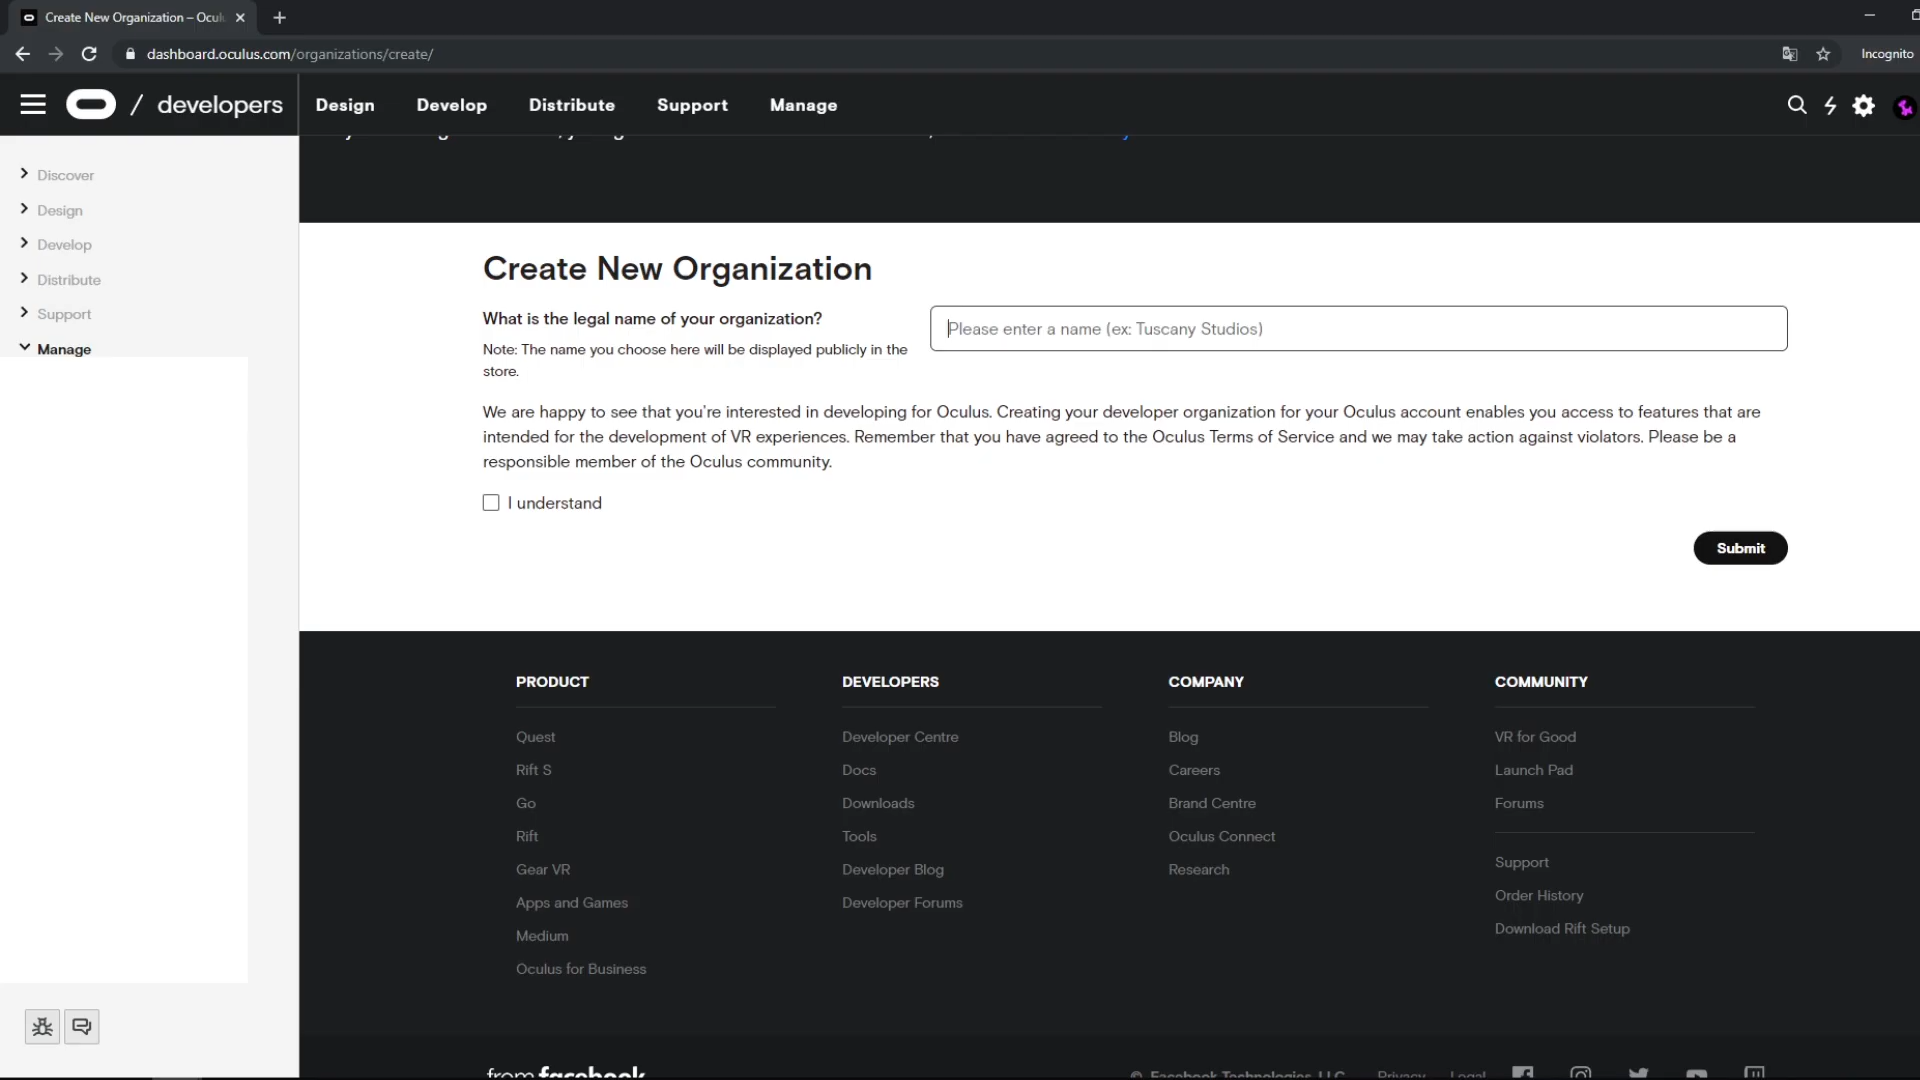 Create New Organization – Ocul
dashboard.oculus.com/organizations/create/
Incognito
/ developers
Design
Develop
Distribute
Support
Manage
Discover
Design
Develop
Distribute
Support
Manage
Create New Organization
What is the legal name of your organization?
Please enter a name (ex: Tuscany Studios)
Note: The name you choose here will be displayed publicly in the
store.
We are happy to see that you're interested in developing for Oculus. Creating your developer organization for your Oculus account enables you access to features that are
intended for the development of VR experiences. Remember that you have agreed to the Oculus Terms of Service and we may take action against violators. Please be a
responsible member of the Oculus community.
I understand
Submit
PRODUCT
Quest
Rift S
Go
Rift
Gear VR
Apps and Games
Medium
Oculus for Business
DEVELOPERS
Developer Centre
Docs
Downloads
Tools
Developer Blog
Developer Forums
COMPANY
Blog
Careers
Brand Centre
Oculus Connect
Research
COMMUNITY
VR for Good
Launch Pad
Forums
Support
Order History
Download Rift Setup
from facebook
© Facebook Technologies, LLC.
Privacy
Legal